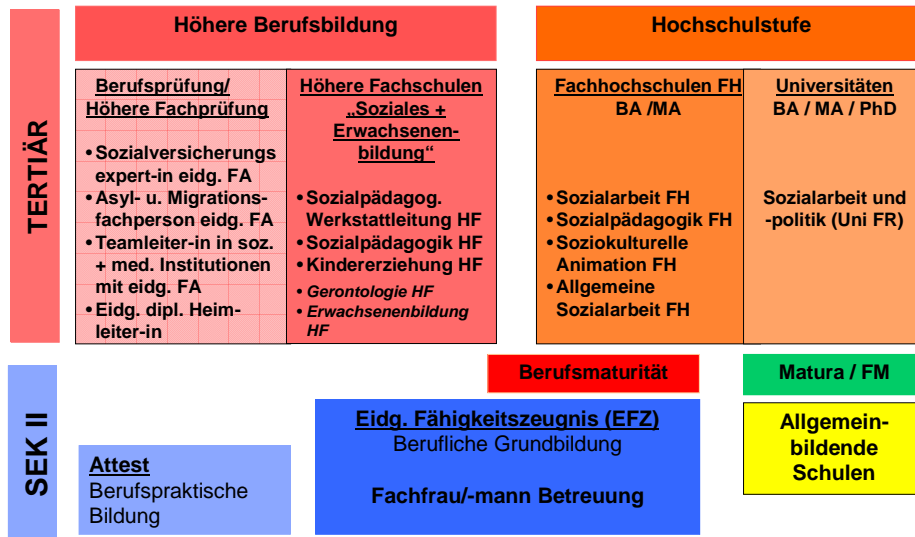 Höhere Berufsbildung
Hochschulstufe
TERTIÄR
Berufsprüfung/
Höhere Fachprüfung
•Sozialversicherungs
expert-in eidg. FA
•Asyl- u. Migrations-
fachperson eidg. FA
•Teamleiter-in in soz.
+ med. Institutionen
mit eidg. FA
•Eidg. dipl. Heim-
leiter-in
Höhere Fachschulen
„Soziales +
Erwachsenen-
bildung“
•Sozialpädagog.
Werkstattleitung HF
•Sozialpädagogik HF
•Kindererziehung HF
• Gerontologie HF
• Erwachsenenbildung
HF
Fachhochschulen FH
BA /MA
•Sozialarbeit FH
•Sozialpädagogik FH
•Soziokulturelle
Animation FH
•Allgemeine
Sozialarbeit FH
Universitäten
BA / MA / PhD
Sozialarbeit und
-politik (Uni FR)
SEK II
Berufsmaturität
Matura / FM
Attest
Berufspraktische
Bildung
Eidg. Fähigkeitszeugnis (EFZ)
Berufliche Grundbildung
Fachfrau/-mann Betreuung
Allgemein-
bildende
Schulen